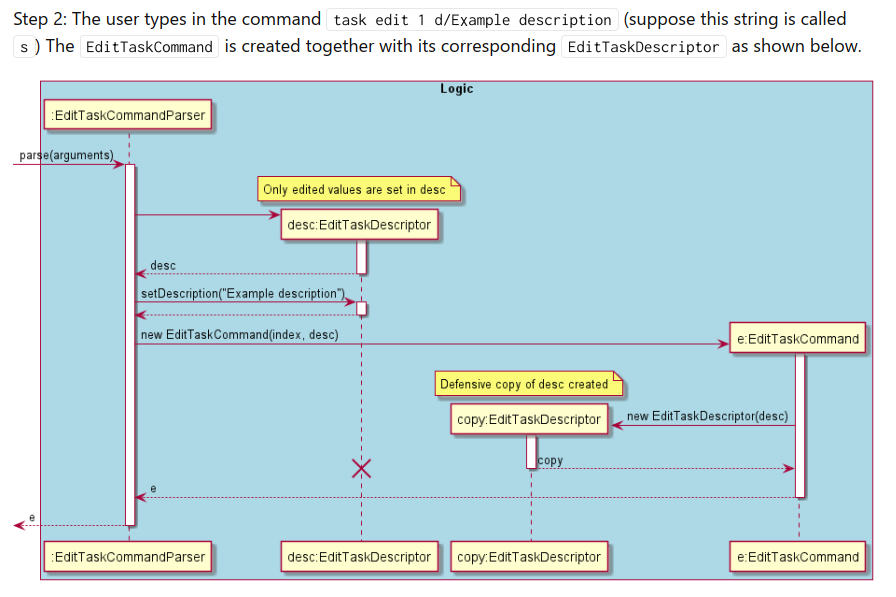 Step 2: The user types in the command task edit 1 d/Example description (suppose this string is called
s ) The EditTaskCommand is created together with its corresponding EditTaskDescriptor as shown below.
Logic
:EditTaskCommandParser
parse(arguments)
Only edited values are set in desc
desc:EditTaskDescriptor
desc
setDescription("Example description")
new EditTaskCommand(index, desc)
e:EditTaskCommand
Defensive copy of desc created
copy:EditTaskDescriptor
new EditTaskDescriptor(desc)
copy
e
e
:EditTaskCommandParser
desc:EditTaskDescriptor
copy:EditTaskDescriptor
e:EditTaskCommand